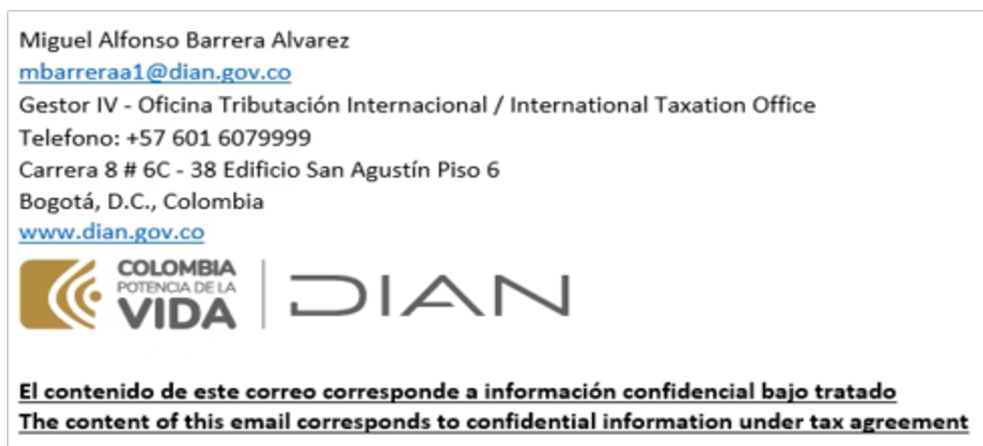 Miguel Alfonso Barrera Alvarez
mbarreraa1@dian.gov.co
Gestor IV - Oficina Tributación Internacional / International Taxation Office
Telefono: +57 601 6079999
Carrera 8 # 6C - 38 Edificio San Agustín Piso 6
Bogotá, D.C., Colombia
www.dian.gov.co
COLOMBIA
POTENCIA DE LA
VIDA
DIAN
El contenido de este correo corresponde a información confidencial bajo tratado
The content of this email corresponds to confidential information under tax agreement